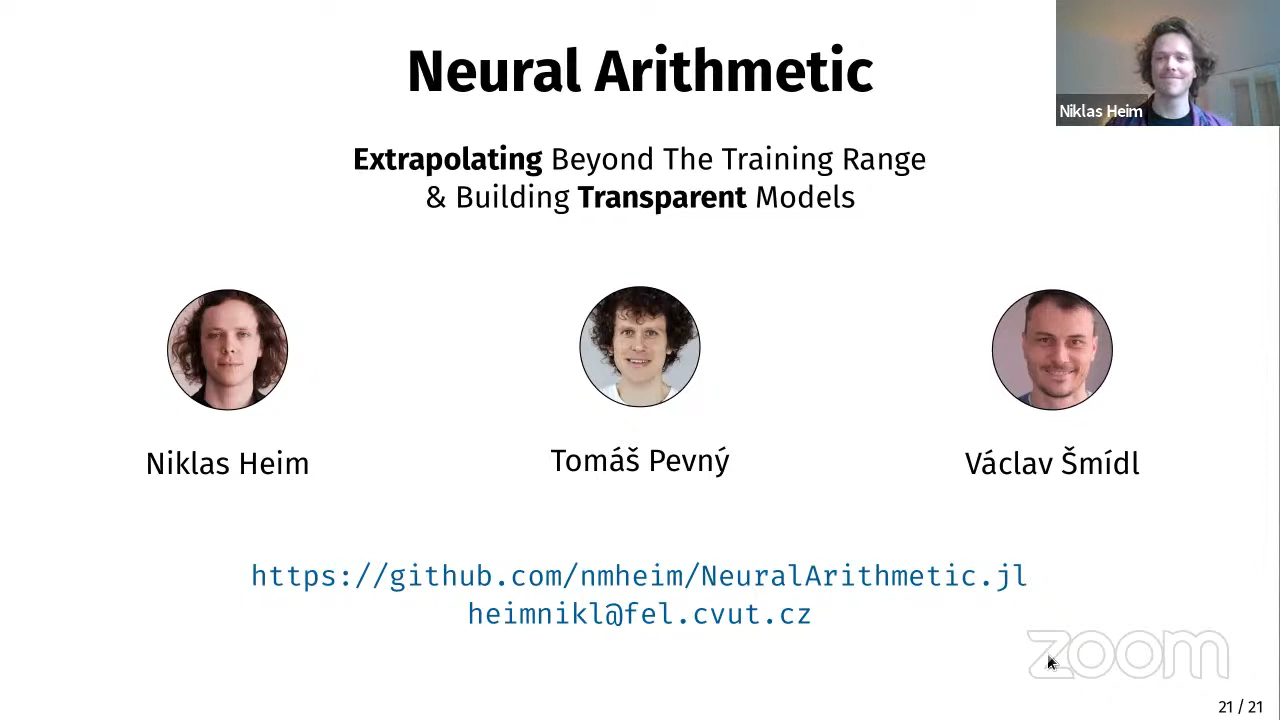 Neural Arithmetic
Niklas Heim
Extrapolating Beyond The Training Range
& Building Transparent Models
Niklas Heim
Tomáš Pevný
Václav Šmídl
https://github.com/nmheim/NeuralArithmetic.jl
heimnikl@fel.cvut.cz
zoom
21 / 21